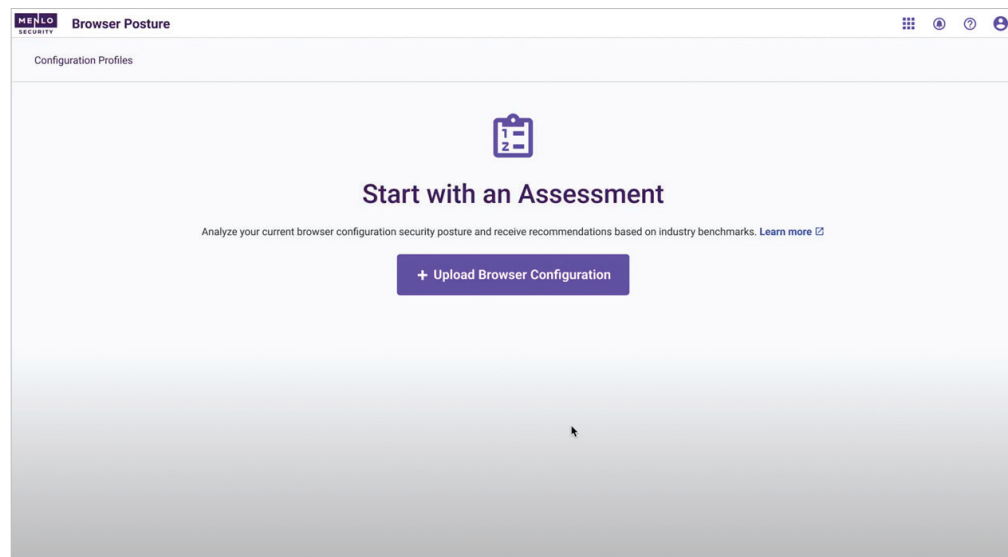 MENLO
SECURITY
Browser Posture
Configuration Profiles
1
2
Start with an Assessment
Analyze your current browser configuration security posture and receive recommendations based on industry benchmarks. Learn more
+ Upload Browser Configuration